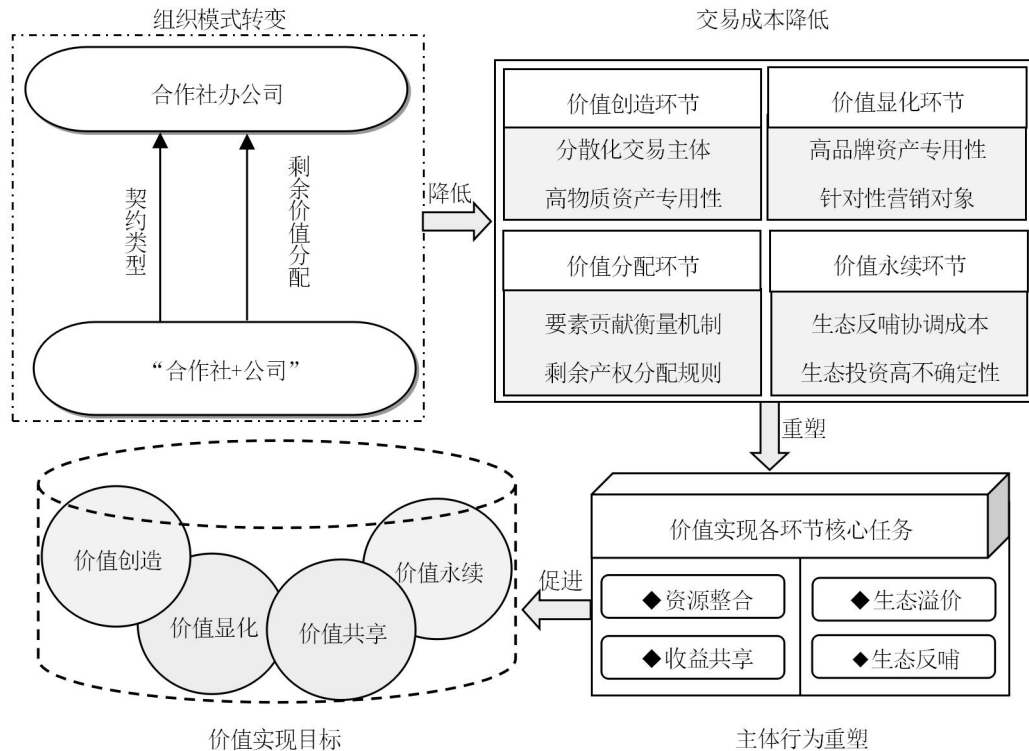 组织模式转变
合作社办公司
契约类型
剩余价值分配
“合作社+公司”
降低
交易成本降低
价值创造环节
分散化交易主体
高物质资产专用性
价值显化环节
高品牌资产专用性
针对性营销对象
价值分配环节
要素贡献衡量机制
剩余产权分配规则
价值永续环节
生态反哺协调成本
生态投资高不确定性
重塑
价值实现各环节核心任务
◆资源整合
◆生态溢价
◆收益共享
◆生态反哺
主体行为重塑
促进
价值创造
价值显化
价值共享
价值永续
价值实现目标